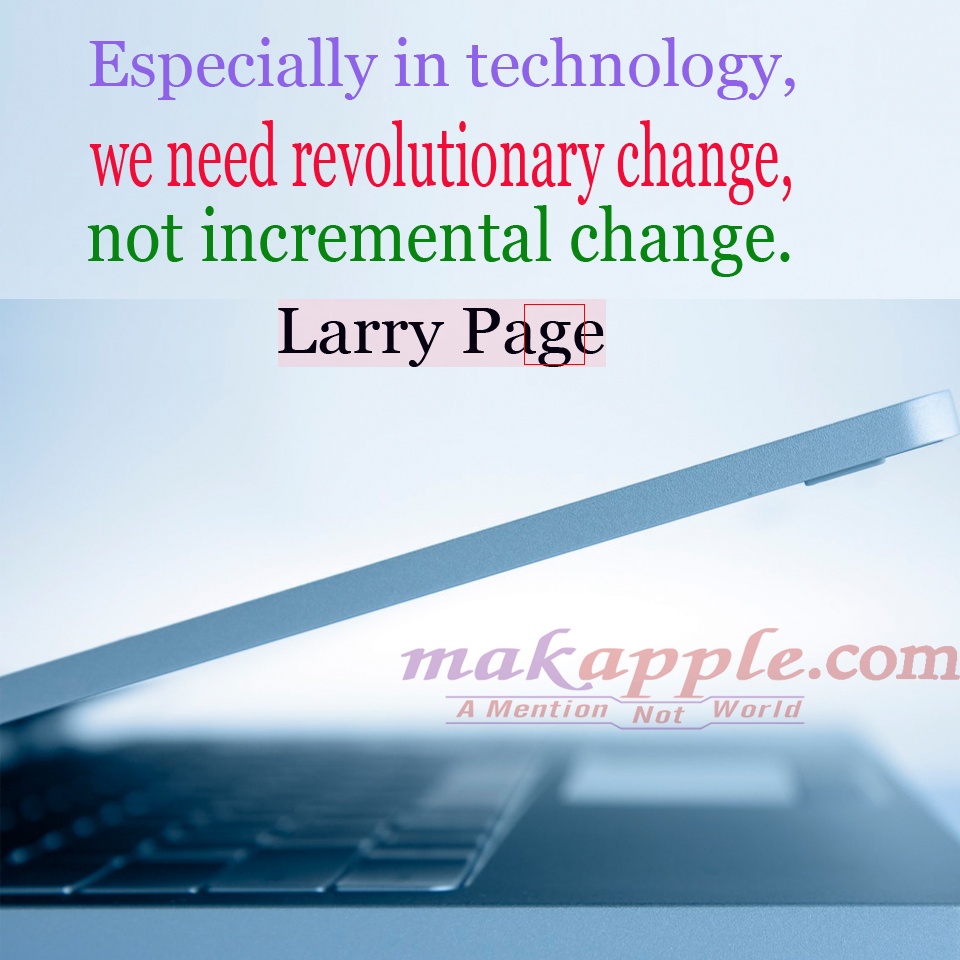 Especially in technology,
we need revolutionary change,
not incremental change.
Larry Page
makapple.com
A Mention Not World